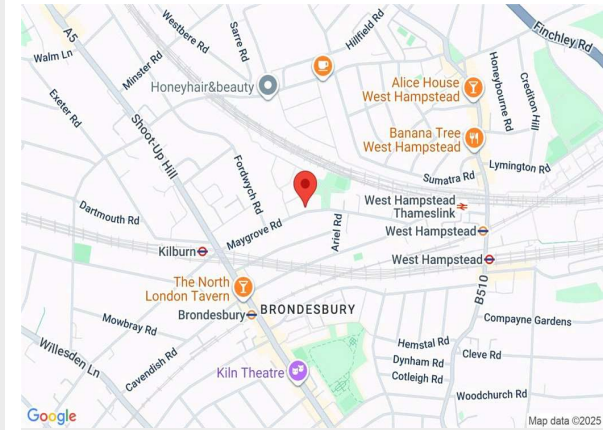 Westbere Rd
Sarre Rd
Hillfield Rd
Finchley Rd
A5
Walm Ln
Minster Rd
Honeyhair&beauty
Alice House
West Hampstead
Honeybourne Rd
Crediton Hill
Exeter Rd
Shoot-Up Hill
Banana Tree
West Hampstead
Fordwych Rd
Sumatra Rd
Lymington Rd
Dartmouth Rd
West Hampstead
Thameslink
Maygrove Rd
Ariel Rd
West Hampstead
Kilburn
West Hampstead
The North
London Tavern
B510
Brondesbury
BRONDESBURY
Compayne Gardens
Mowbray Rd
Willesden Ln
Cavendish Rd
Hemstal Rd
Dynham Rd
Cleve Rd
Cotleigh Rd
Kiln Theatre
Woodchurch Rd
Google
Map data ©2025